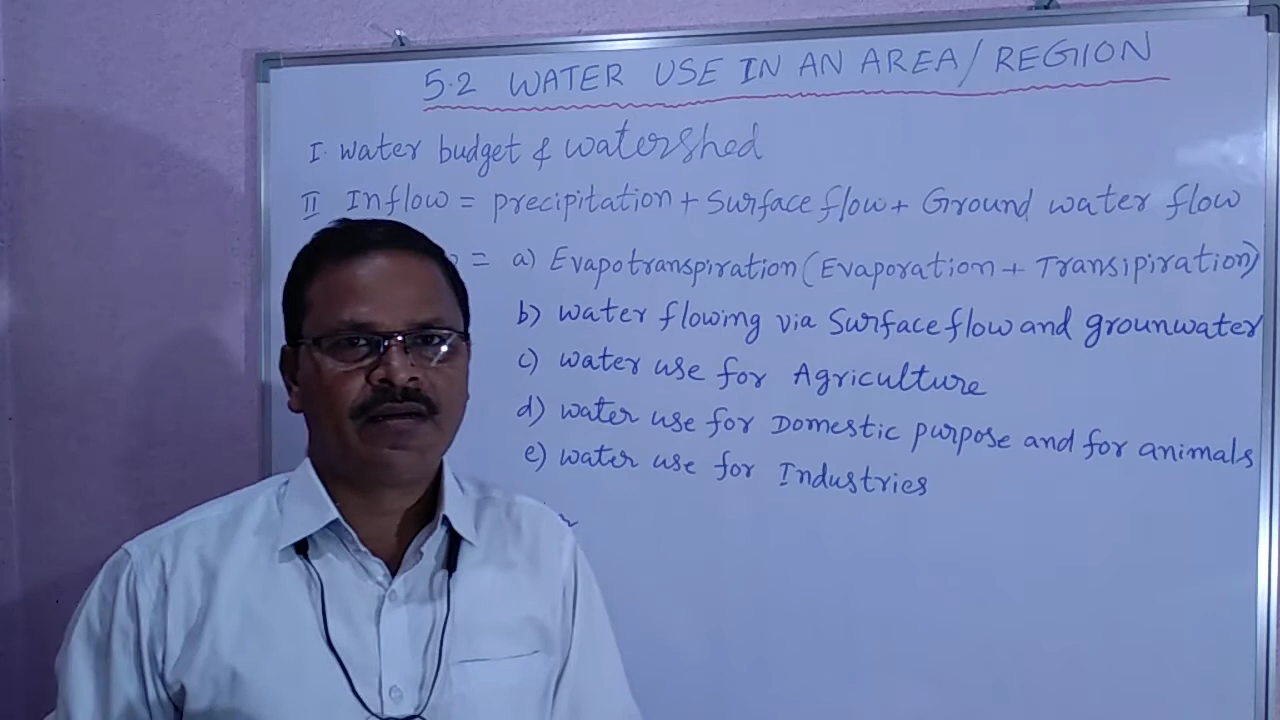 5.2 WATER USE IN AN AREA/REGION
I. water budget & watershed
II Inflow = precipitation + Surface flow + Ground water flow
= a) Evapotranspiration (Evaporation + Transipiration)
b) water flowing via Surface flow and grounwater
c) water use for Agriculture
d) water use for Domestic purpose and for animals
e) water use for Industries